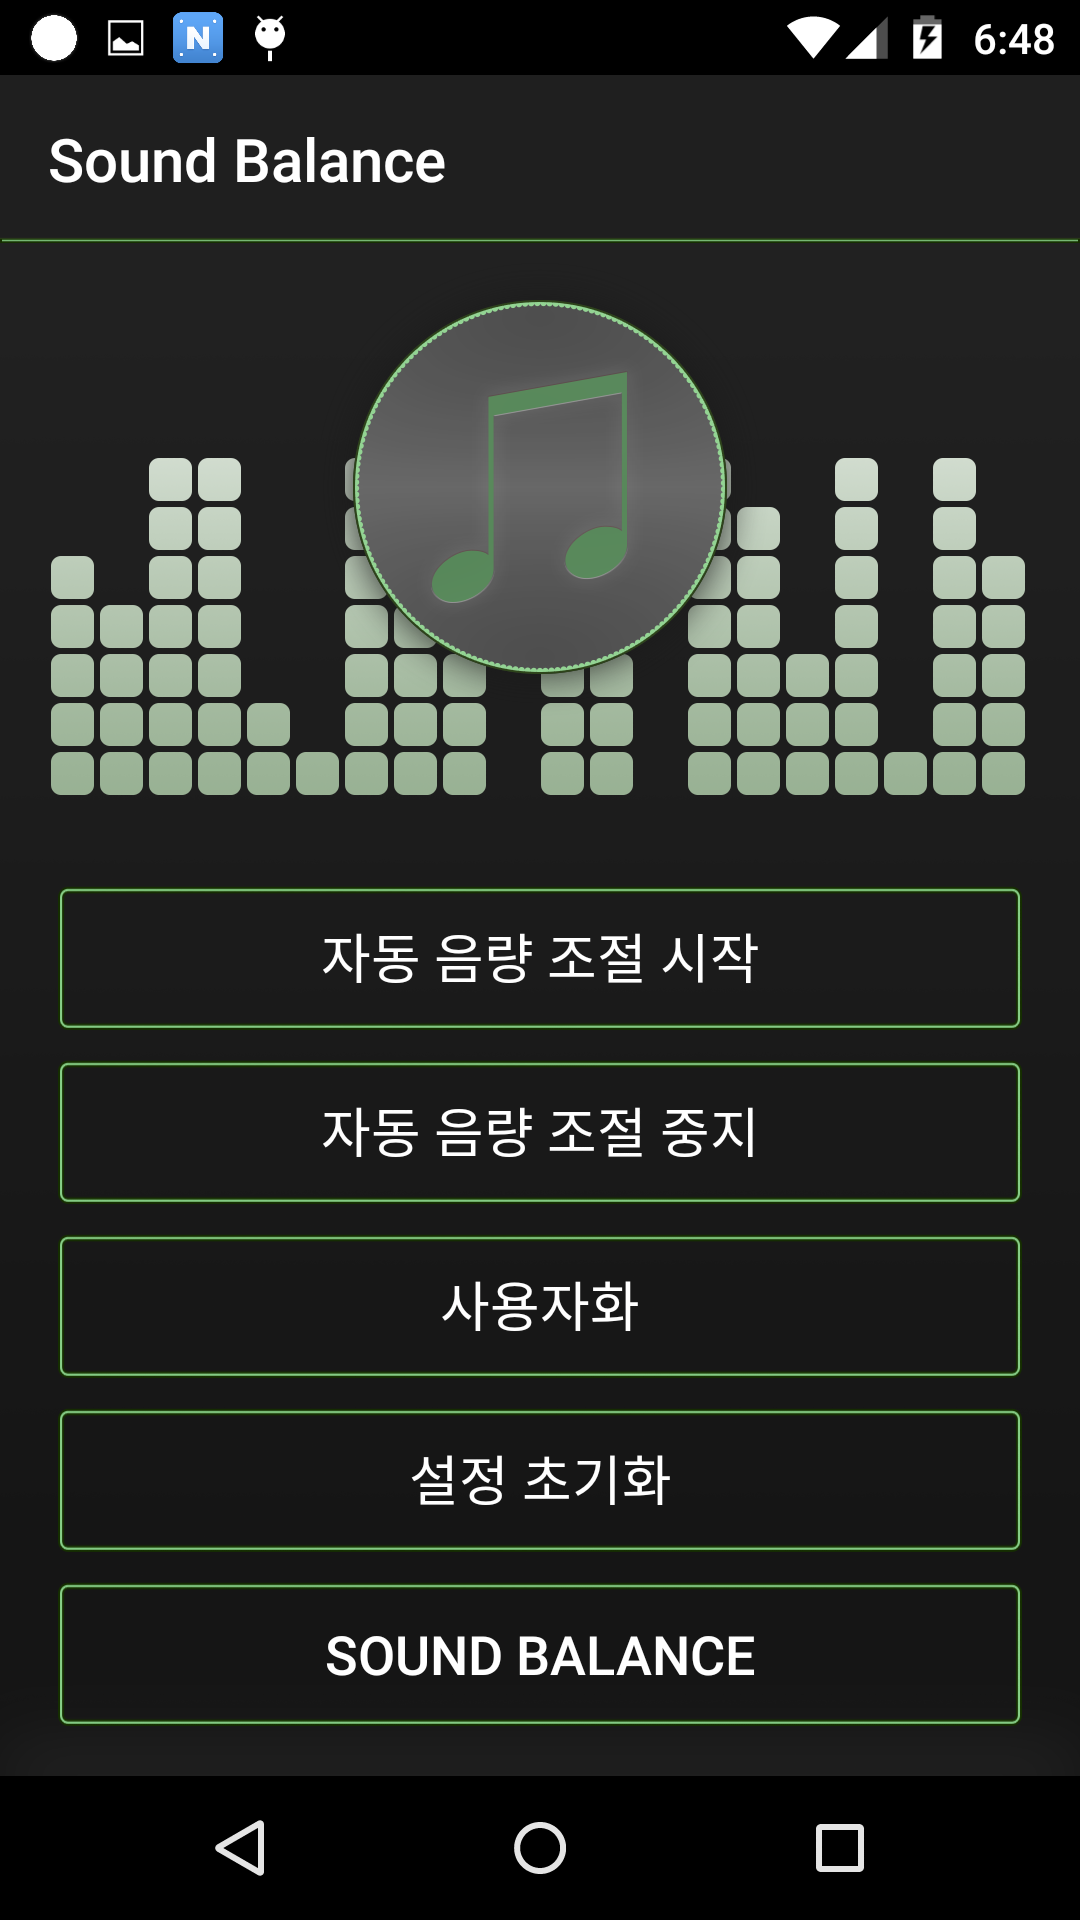 N
6:48
Sound Balance
자동 음량 조절 시작
자동 음량 조절 중지
사용자화
설정 초기화
SOUND BALANCE